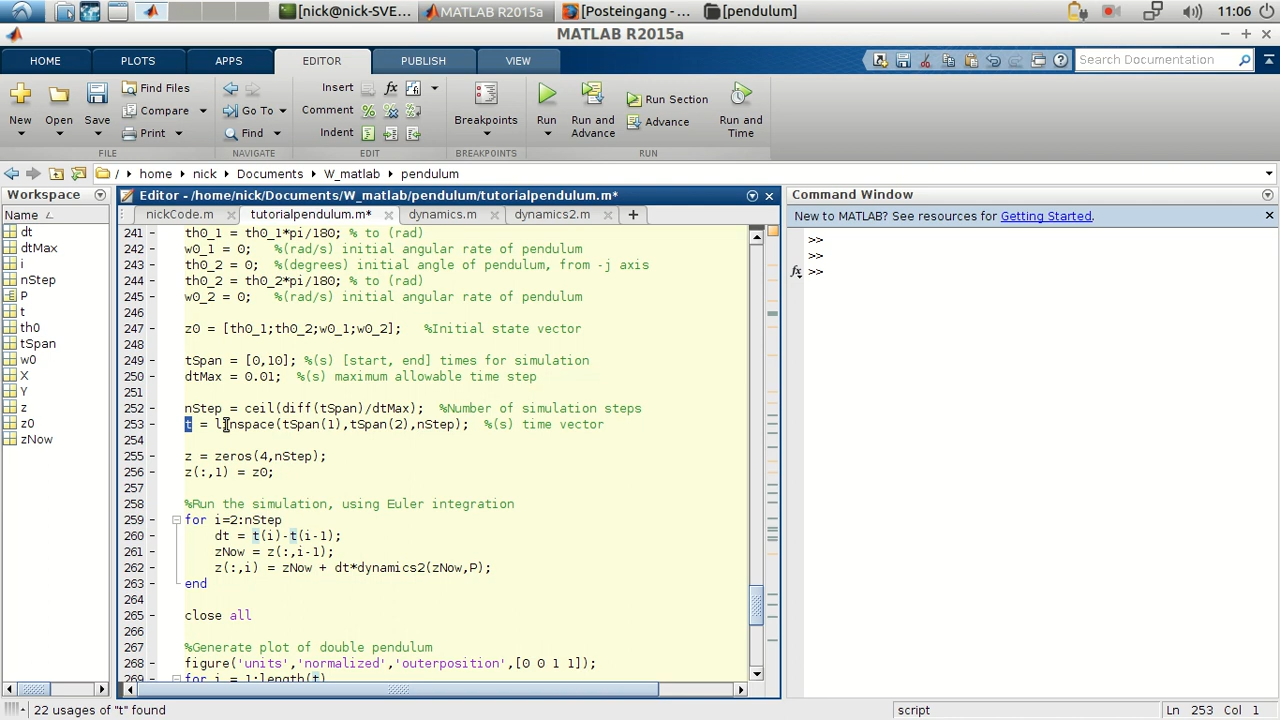 [nick@nick-SVE...
MATLAB R2015a
[Posteingang - ...
[pendulum]
11:06
MATLAB R2015a
HOME
PLOTS
APPS
EDITOR
PUBLISH
VIEW
Search Documentation
New
Open
Save
Find Files
Compare
Print
FILE
Go To
Find
NAVIGATE
Insert
fx
Comment
Indent
EDIT
Breakpoints
BREAKPOINTS
Run
Run and Advance
Run Section
Advance
Run and Time
RUN
/ home nick Documents W_matlab pendulum
Workspace
Name
dt
dtMax
i
nStep
P
t
th0
tSpan
w0
X
Y
z
z0
zNow
Editor - /home/nick/Documents/W_matlab/pendulum/tutorialpendulum.m*
nickCode.m
tutorialpendulum.m*
dynamics.m
dynamics2.m
241 - th0_1 = th0_1*pi/180; % to (rad)
242 - w0_1 = 0; %(rad/s) initial angular rate of pendulum
243 - th0_2 = 0; %(degrees) initial angle of pendulum, from -j axis
244 - th0_2 = th0_2*pi/180; % to (rad)
245 - w0_2 = 0; %(rad/s) initial angular rate of pendulum
246
247 - z0 = [th0_1;th0_2;w0_1;w0_2]; %Initial state vector
248
249 - tSpan = [0,10]; %(s) [start, end] times for simulation
250 - dtMax = 0.01; %(s) maximum allowable time step
251
252 - nStep = ceil(diff(tSpan)/dtMax); %Number of simulation steps
253 - t = linspace(tSpan(1),tSpan(2),nStep); %(s) time vector
254
255 - z = zeros(4,nStep);
256 - z(:,1) = z0;
257
258 %Run the simulation, using Euler integration
259 - for i=2:nStep
260 - dt = t(i)-t(i-1);
261 - zNow = z(:,i-1);
262 - z(:,i) = zNow + dt*dynamics2(zNow,P);
263 - end
264
265 - close all
266
267 %Generate plot of double pendulum
268 - figure('units','normalized','outerposition',[0 0 1 1]);
269 - for i = 1:length(t)
Command Window
New to MATLAB? See resources for Getting Started.
>>
>>
fx >>
22 usages of "t" found
script
Ln 253 Col 1